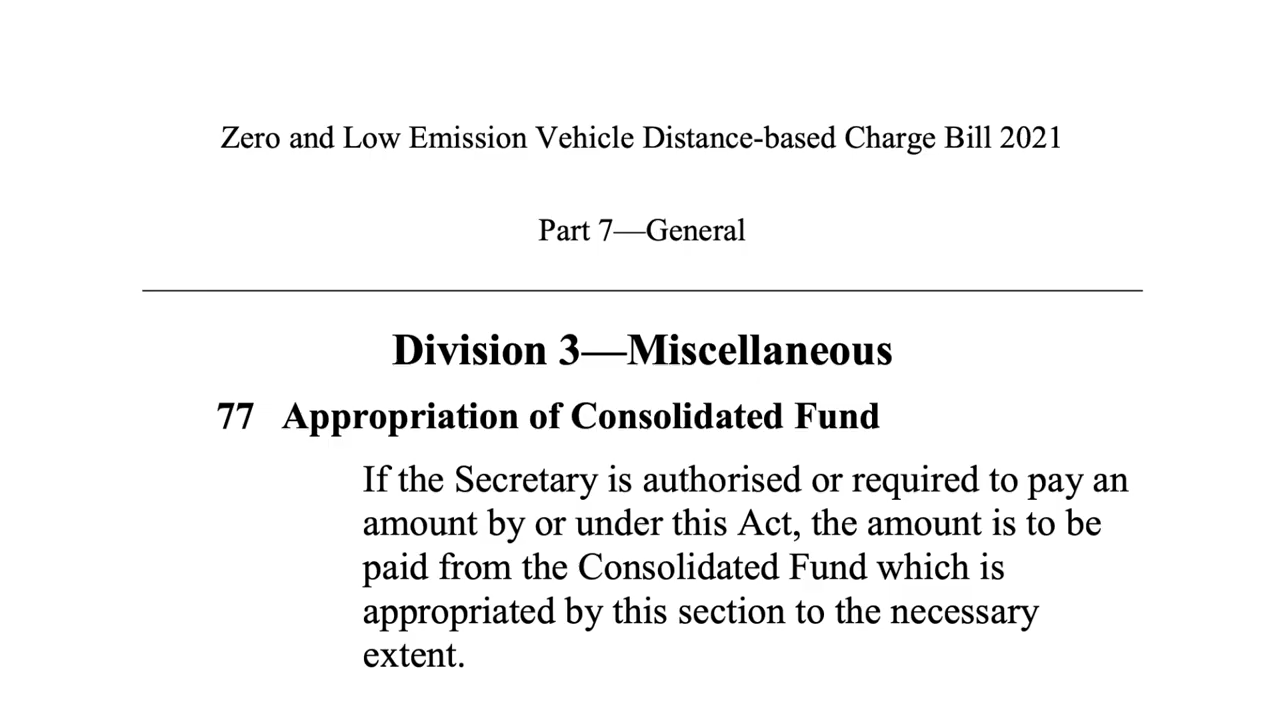 Zero and Low Emission Vehicle Distance-based Charge Bill 2021
Part 7—General
Division 3—Miscellaneous
77 Appropriation of Consolidated Fund
If the Secretary is authorised or required to pay an
amount by or under this Act, the amount is to be
paid from the Consolidated Fund which is
appropriated by this section to the necessary
extent.